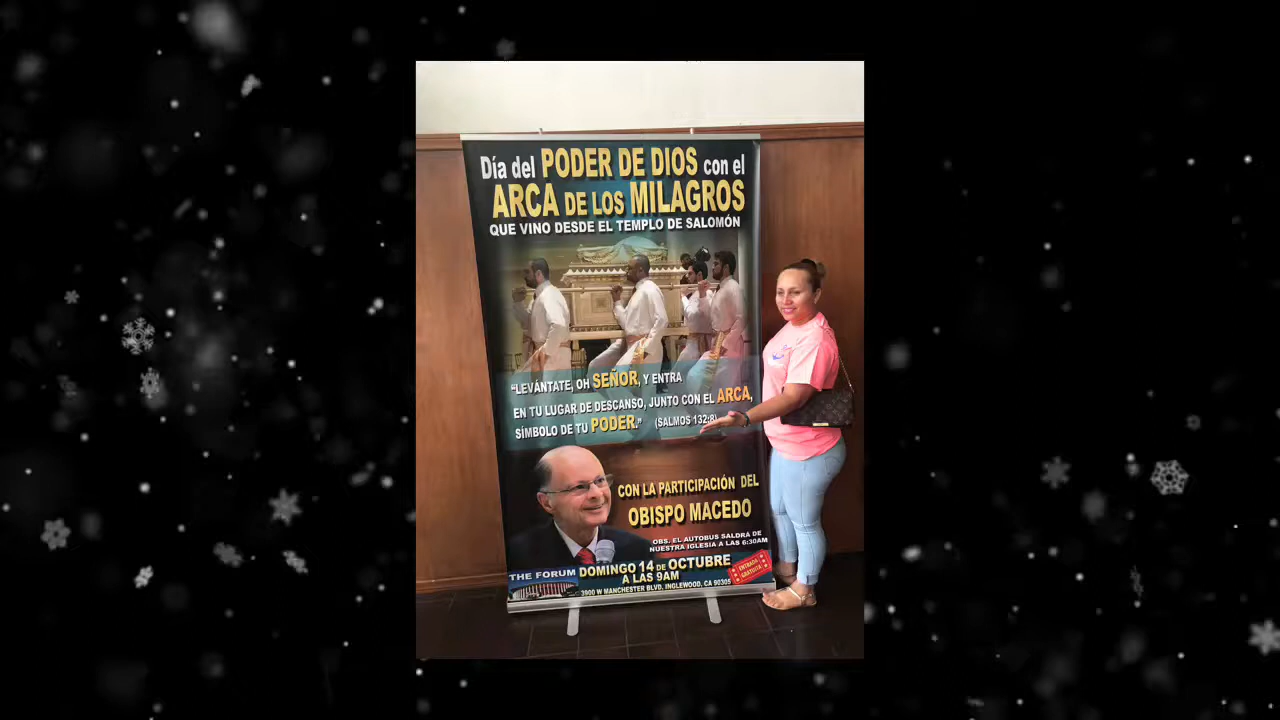 Día del PODER DE DIOS con el
ARCA DE LOS MILAGROS
QUE VINO DESDE EL TEMPLO DE SALOMÓN
"LEVÁNTATE, OH SEÑOR, Y ENTRA
EN TU LUGAR DE DESCANSO, JUNTO CON EL ARCA,
SÍMBOLO DE TU PODER." (SALMOS 132:8)
CON LA PARTICIPACIÓN DEL
OBISPO MACEDO
OBS. EL AUTOBUS SALDRA DE
NUESTRA IGLESIA A LAS 6:30AM
THE FORUM
DOMINGO 14 DE OCTUBRE
A LAS 9AM
3900 W MANCHESTER BLVD, INGLEWOOD, CA 90305
ENTRADA
GRATUITA